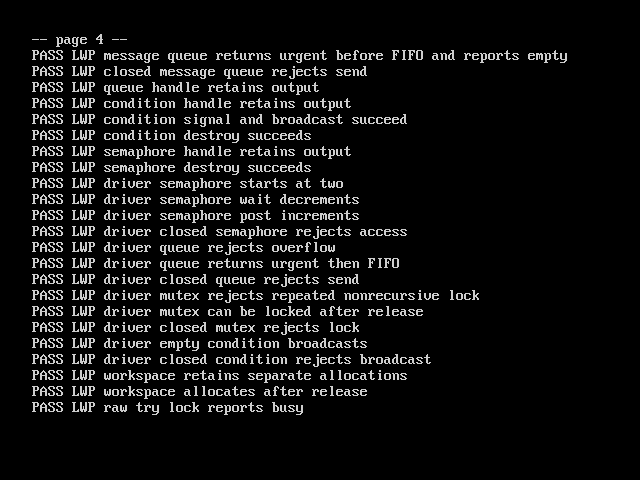 -- page 4 --
PASS LWP message queue returns urgent before FIFO and reports empty
PASS LWP closed message queue rejects send
PASS LWP queue handle retains output
PASS LWP condition handle retains output
PASS LWP condition signal and broadcast succeed
PASS LWP condition destroy succeeds
PASS LWP semaphore handle retains output
PASS LWP semaphore destroy succeeds
PASS LWP driver semaphore starts at two
PASS LWP driver semaphore wait decrements
PASS LWP driver semaphore post increments
PASS LWP driver closed semaphore rejects access
PASS LWP driver queue rejects overflow
PASS LWP driver queue returns urgent then FIFO
PASS LWP driver closed queue rejects send
PASS LWP driver mutex rejects repeated nonrecursive lock
PASS LWP driver mutex can be locked after release
PASS LWP driver closed mutex rejects lock
PASS LWP driver empty condition broadcasts
PASS LWP driver closed condition rejects broadcast
PASS LWP workspace retains separate allocations
PASS LWP workspace allocates after release
PASS LWP raw try lock reports busy